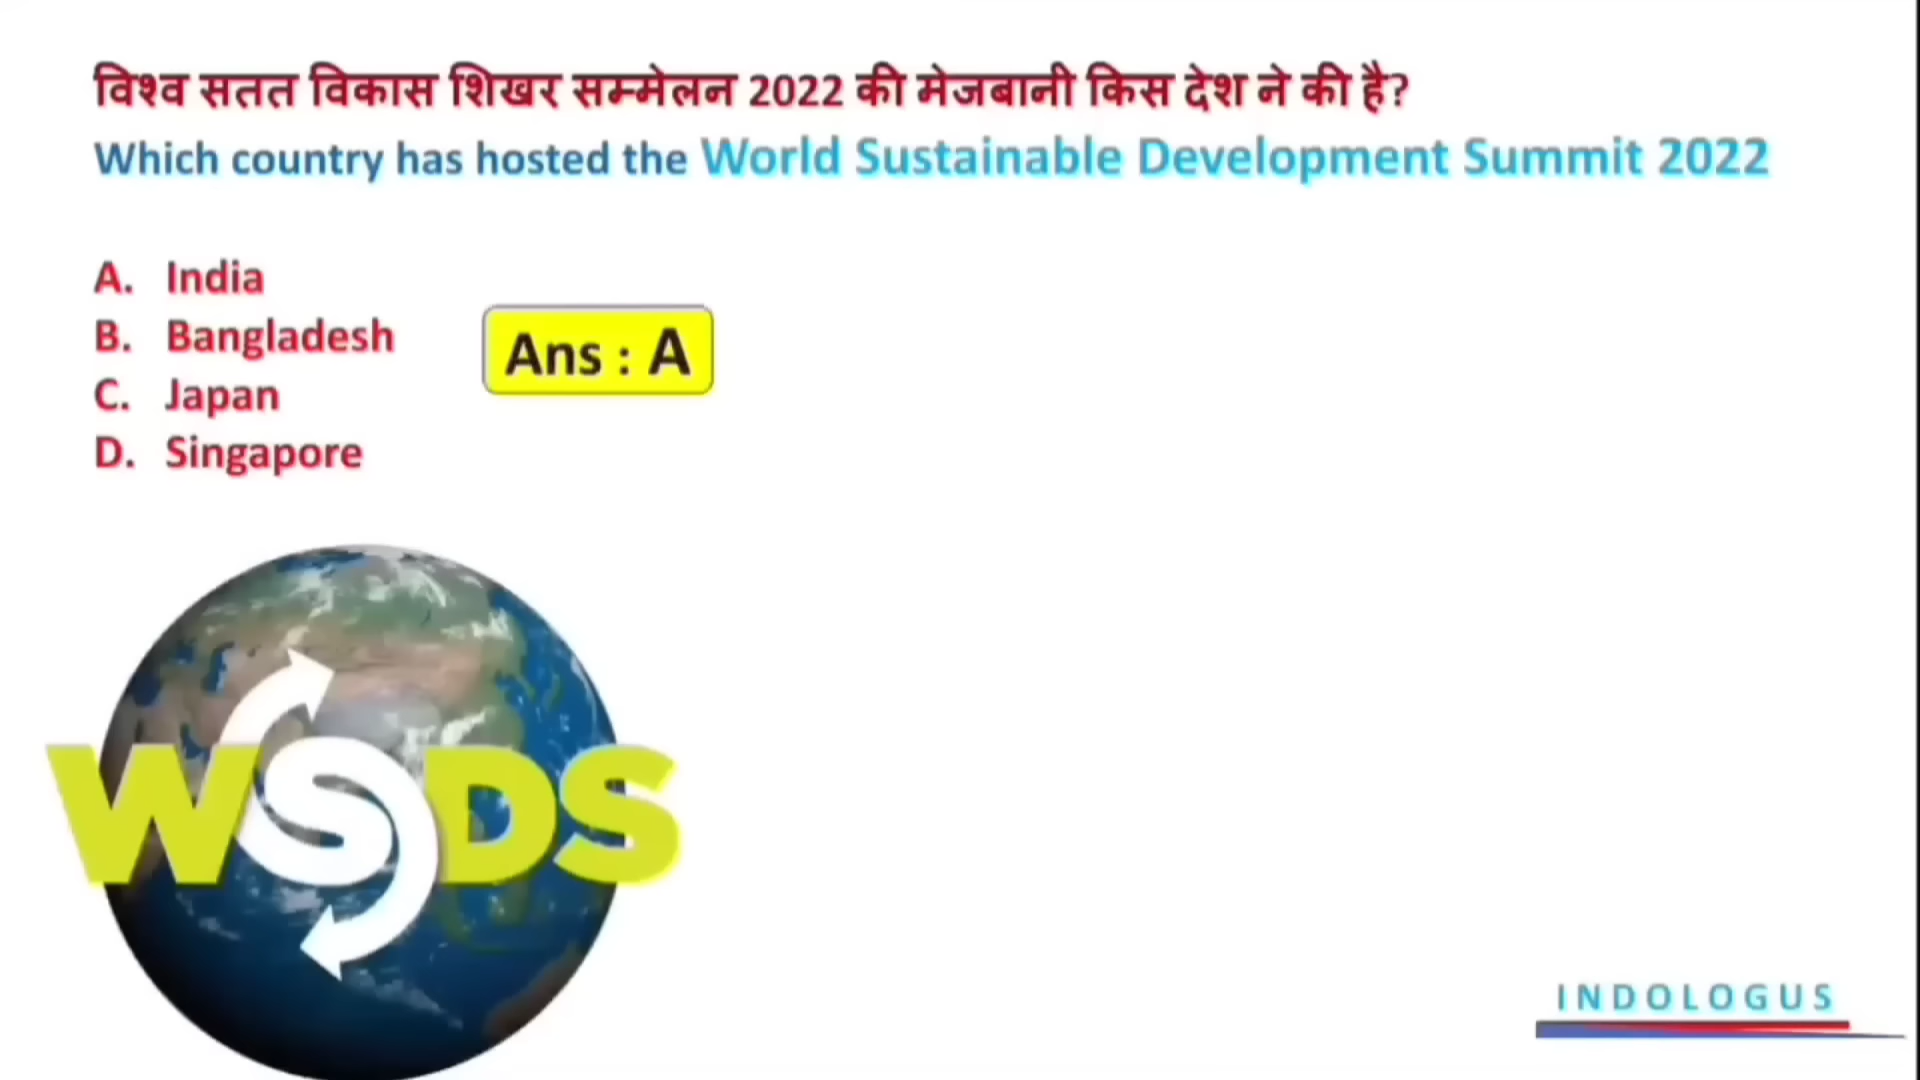 विश्व सतत विकास शिखर सम्मेलन 2022 की मेजबानी किस देश ने की है?
Which country has hosted the World Sustainable Development Summit 2022
A. India
B. Bangladesh
C. Japan
D. Singapore
Ans : A
WSDS
INDOLOGUS